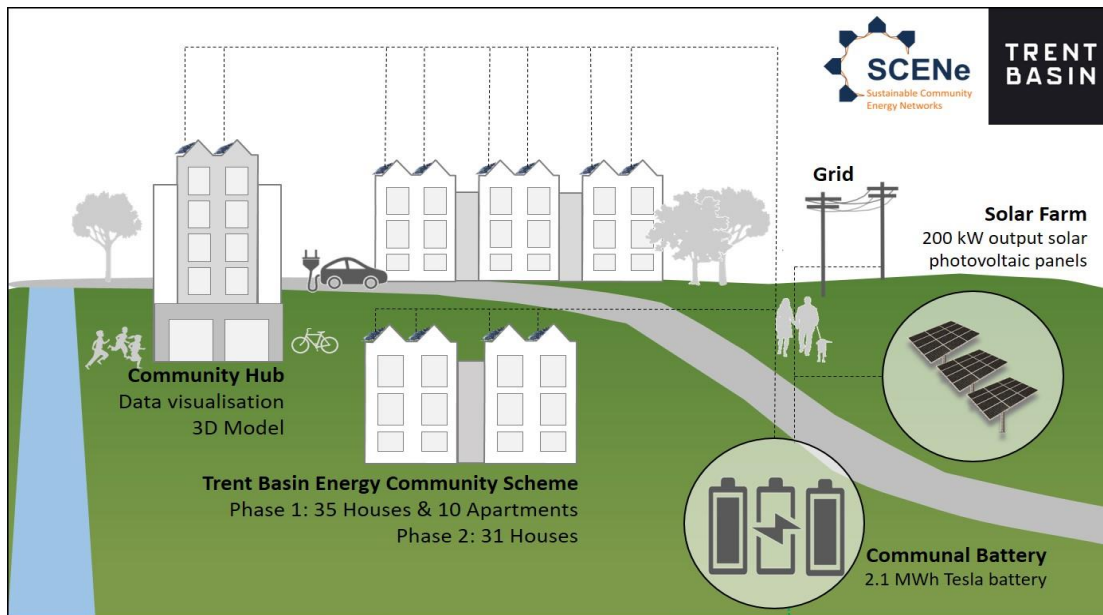 SCENe
Sustainable Community
Energy Networks
TRENT
BASIN
Grid
Solar Farm
200 kW output solar
photovoltaic panels
Community Hub
Data visualisation
3D Model
Trent Basin Energy Community Scheme
Phase 1: 35 Houses & 10 Apartments
Phase 2: 31 Houses
Communal Battery
2.1 MWh Tesla battery